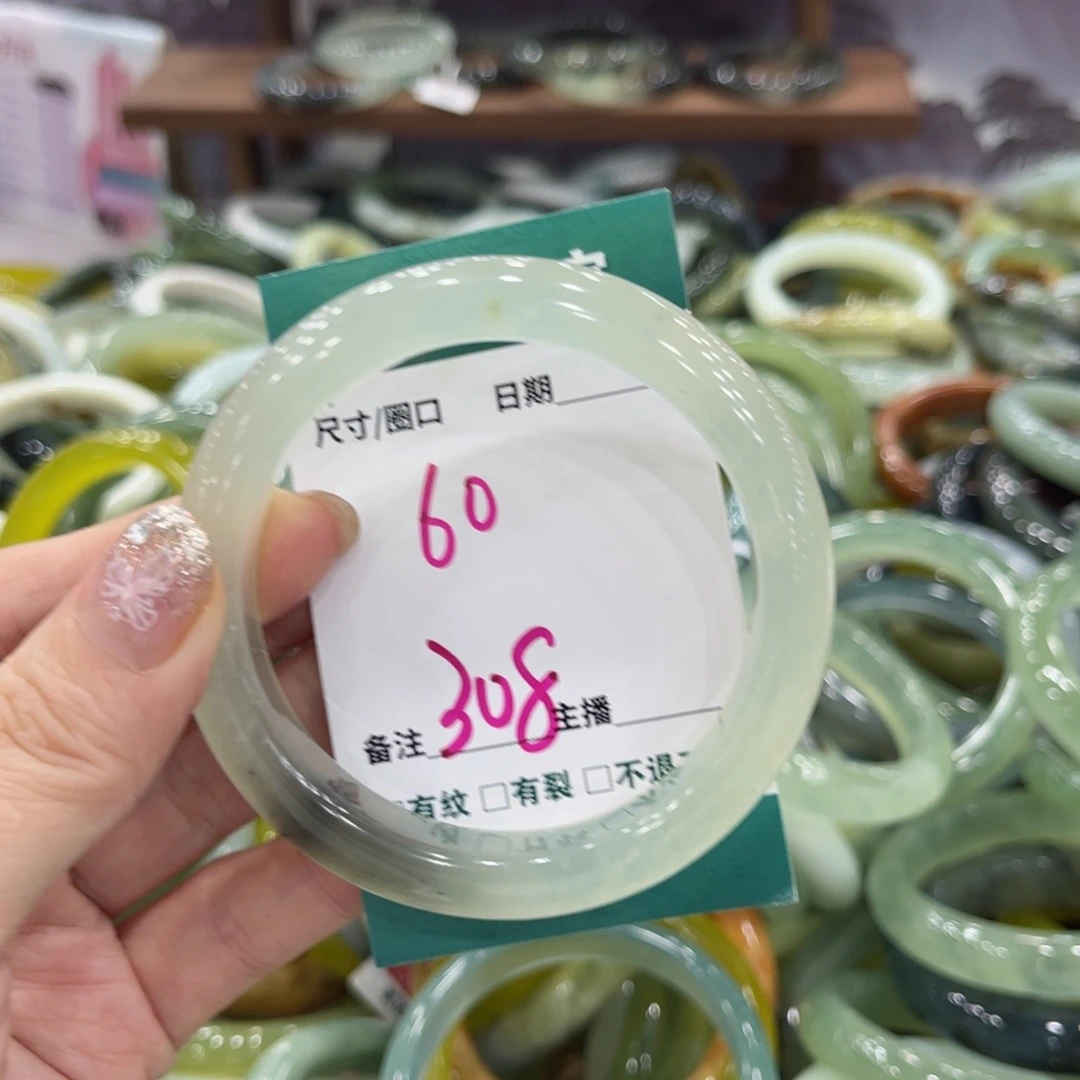 尺寸/圈口 日期
60
308
备注 主播
有纹 □有裂 □不退